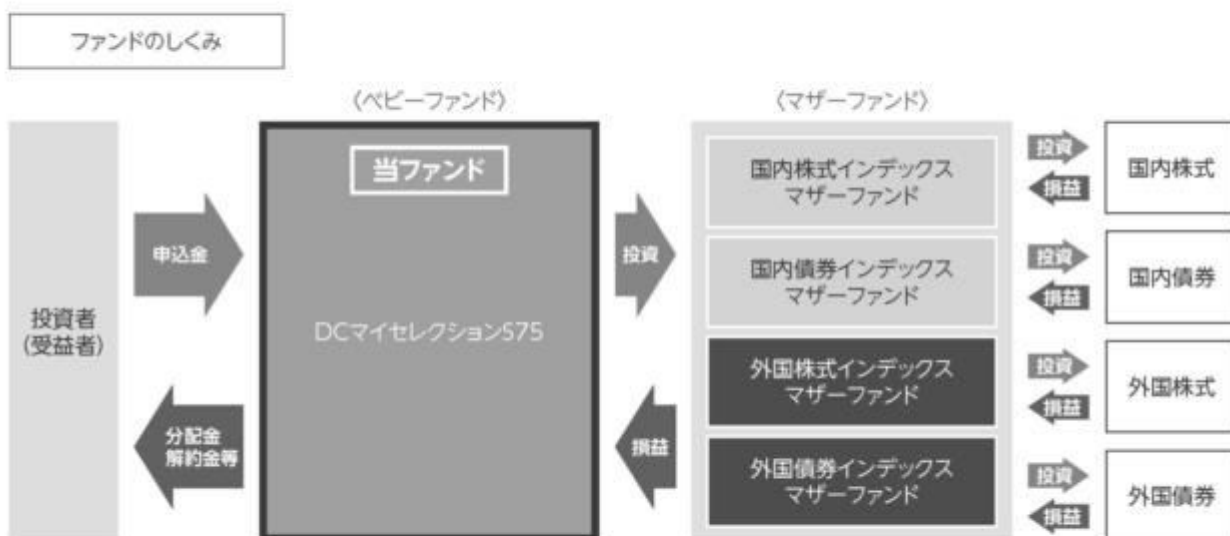 ファンドのしくみ
〈ベビーファンド〉
〈マザーファンド〉
投資者
(受益者)
申込金
分配金
解約金等
当ファンド
DCマイセレクションS75
投資
損益
国内株式インデックス
マザーファンド
投資
損益
国内株式
国内債券インデックス
マザーファンド
投資
損益
国内債券
外国株式インデックス
マザーファンド
投資
損益
外国株式
外国債券インデックス
マザーファンド
投資
損益
外国債券